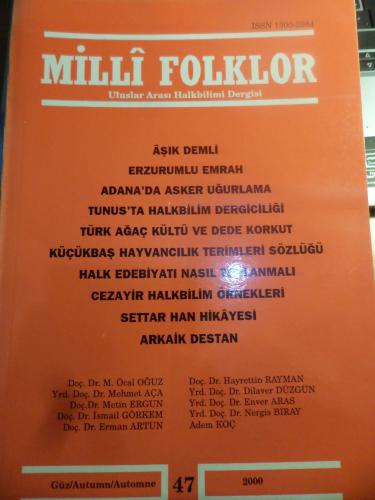 ISSN 1300-3984
MİLLÎ FOLKLOR
Uluslar Arası Halkbilimi Dergisi
ÂŞIK DEMLİ
ERZURUMLU EMRAH
ADANA'DA ASKER UĞURLAMA
TUNUS'TA HALKBİLİM DERGİCİLİĞİ
TÜRK AĞAÇ KÜLTÜ VE DEDE KORKUT
KÜÇÜKBAŞ HAYVANCILIK TERİMLERİ SÖZLÜĞÜ
HALK EDEBİYATI NASIL TOPLANMALI
CEZAYİR HALKBİLİM ÖRNEKLERİ
SETTAR HAN HİKÂYESİ
ARKAİK DESTAN
Doç. Dr. M. Öcal OĞUZ
Yrd. Doç. Dr. Mehmet AÇA
Doç.Dr. Metin ERGUN
Doç. Dr. İsmail GÖRKEM
Doç. Dr. Erman ARTUN
Doç. Dr. Hayrettin RAYMAN
Yrd. Doç. Dr. Dilaver DÜZGÜN
Yrd. Doç. Dr. Enver ARAS
Yrd. Doç. Dr. Nergis BİRAY
Adem KOÇ
Güz/Autumn/Automne 47 2000